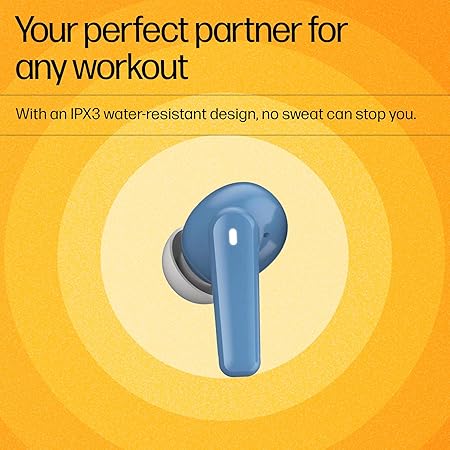 Your perfect partner for
any workout
With an IPX3 water-resistant design, no sweat can stop you.